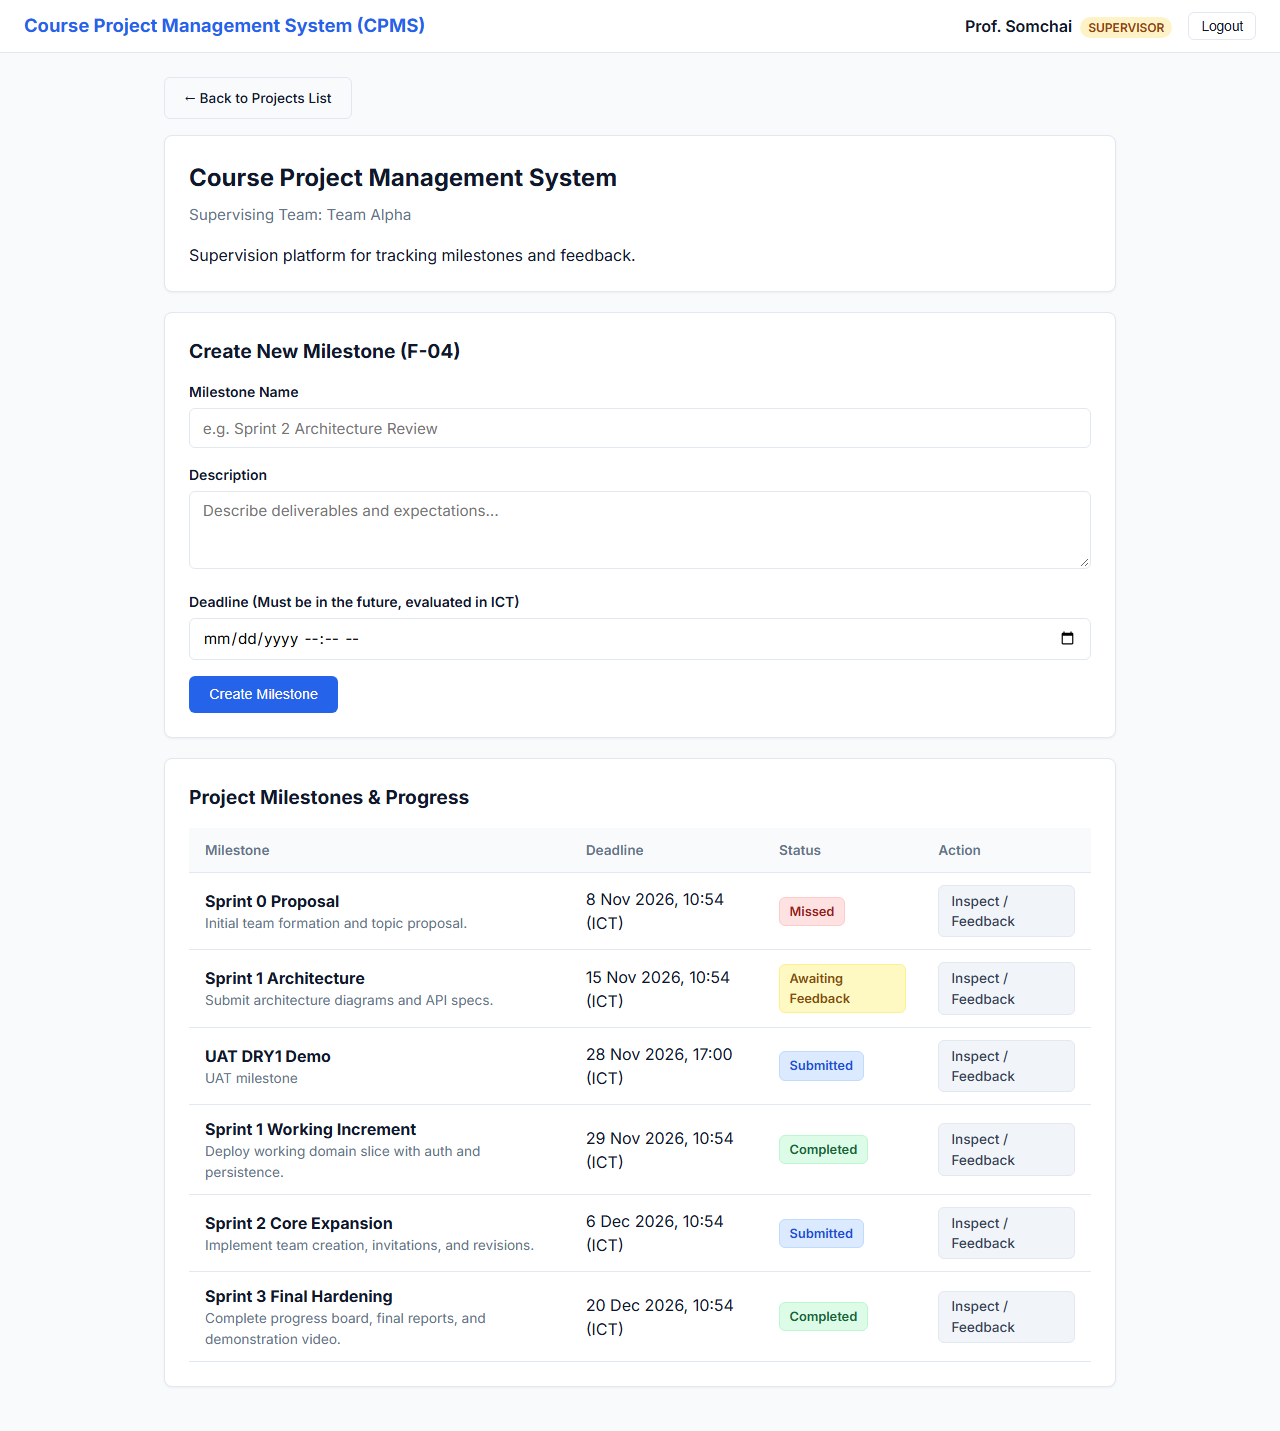 Course Project Management System (CPMS)
Prof. Somchai SUPERVISOR Logout
← Back to Projects List
Course Project Management System
Supervising Team: Team Alpha
Supervision platform for tracking milestones and feedback.
Create New Milestone (F-04)
Milestone Name
e.g. Sprint 2 Architecture Review
Description
Describe deliverables and expectations...
Deadline (Must be in the future, evaluated in ICT)
mm/dd/yyyy --:-- --
Create Milestone
Project Milestones & Progress
Milestone Deadline Status Action
Sprint 0 Proposal
Initial team formation and topic proposal.
8 Nov 2026, 10:54
(ICT)
Missed
Inspect /
Feedback
Sprint 1 Architecture
Submit architecture diagrams and API specs.
15 Nov 2026, 10:54
(ICT)
Awaiting
Feedback
Inspect /
Feedback
UAT DRY1 Demo
UAT milestone
28 Nov 2026, 17:00
(ICT)
Submitted
Inspect /
Feedback
Sprint 1 Working Increment
Deploy working domain slice with auth and
persistence.
29 Nov 2026, 10:54
(ICT)
Completed
Inspect /
Feedback
Sprint 2 Core Expansion
Implement team creation, invitations, and revisions.
6 Dec 2026, 10:54
(ICT)
Submitted
Inspect /
Feedback
Sprint 3 Final Hardening
Complete progress board, final reports, and
demonstration video.
20 Dec 2026, 10:54
(ICT)
Completed
Inspect /
Feedback